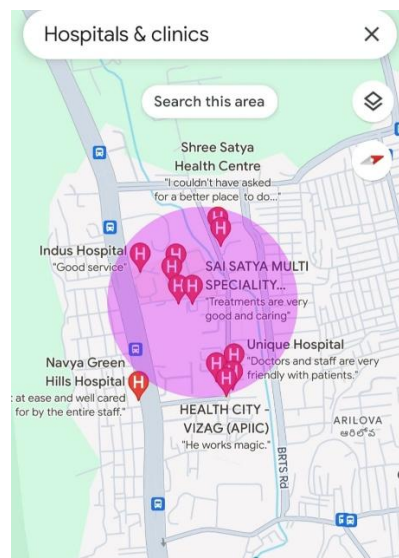 Hospitals & clinics
Search this area
Shree Satya
Health Centre
"I couldn't have asked
for a better place to do..."
Indus Hospital
"Good service"
SAI SATYA MULTI
SPECIALITY...
"Treatments are very
good and caring"
Unique Hospital
"Doctors and staff are very
friendly with patients."
Navya Green
Hills Hospital
at ease and well cared
for by the entire staff."
HEALTH CITY -
VIZAG (APIIC)
"He works magic."
ARILOVA
ఆరిలోవ
BRTS Rd